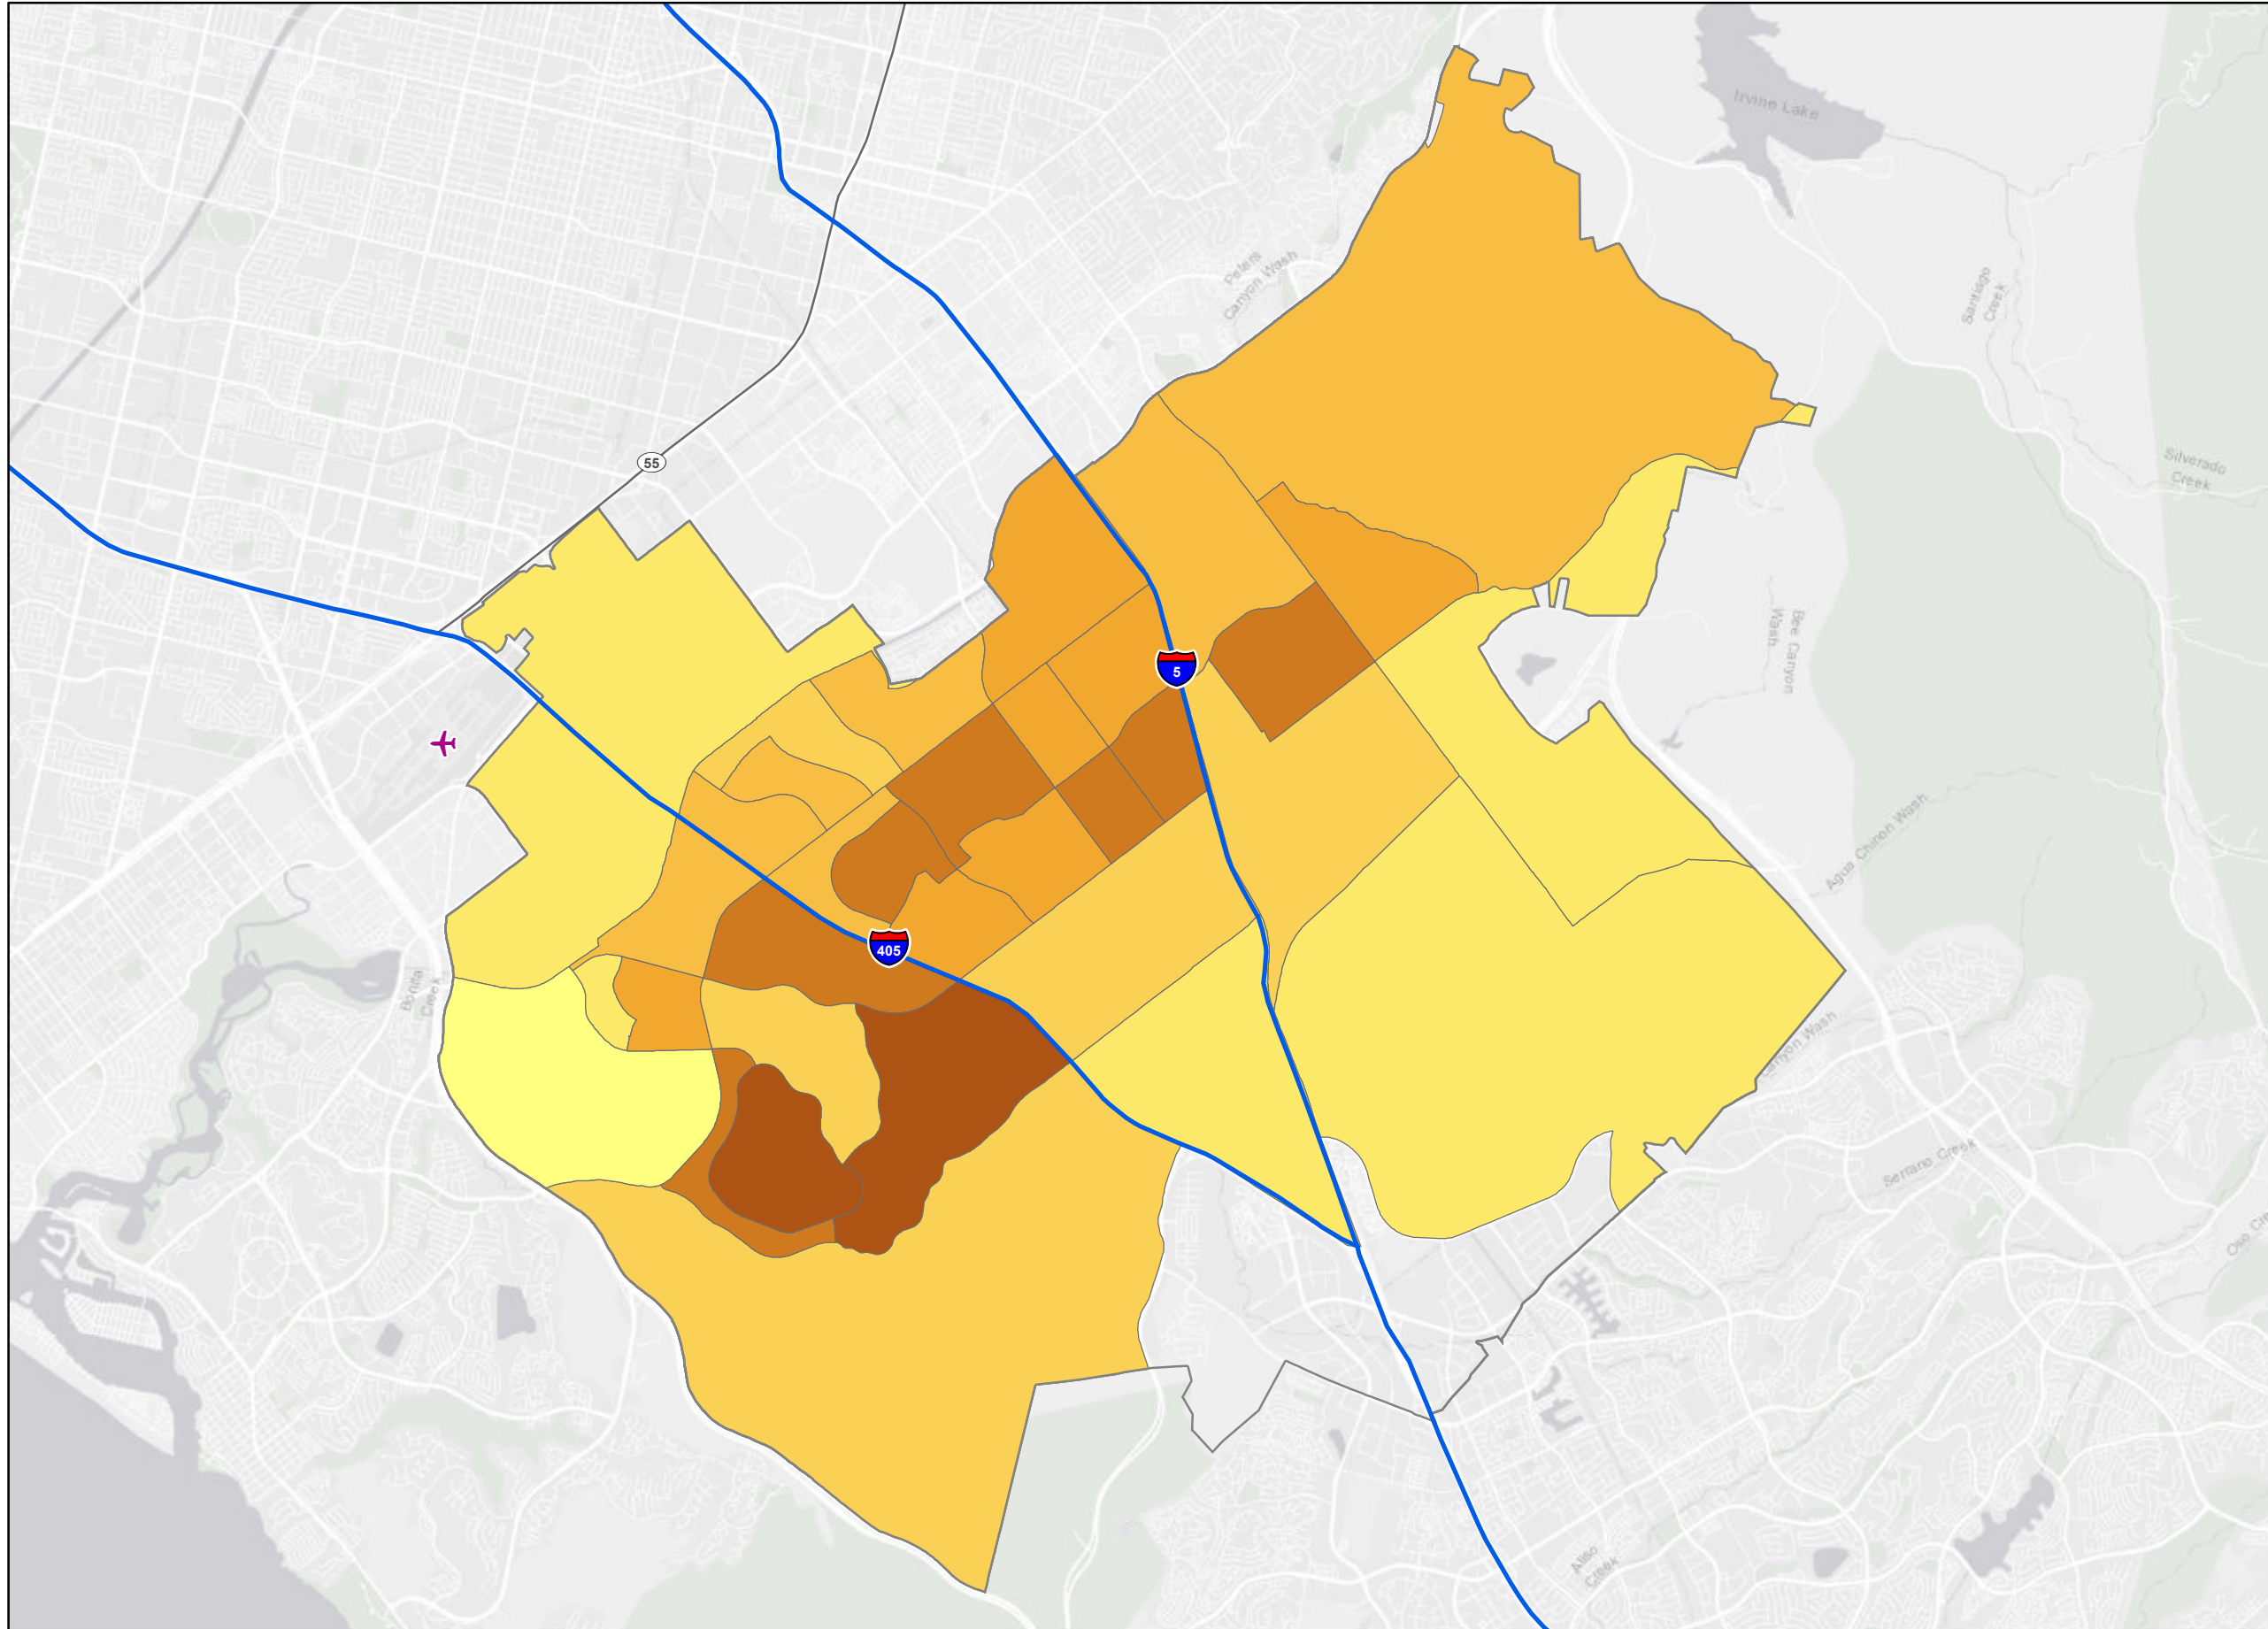 Irvine Lake
Peters
Canyon Wash
Santiago
Creek
55
Silverado
Creek
Bee Canyon
Wash
5
Agua Chinon Wash
405
Bonita
Creek
Canyon Wash
Serrano Creek
Oso
Aliso
Creek